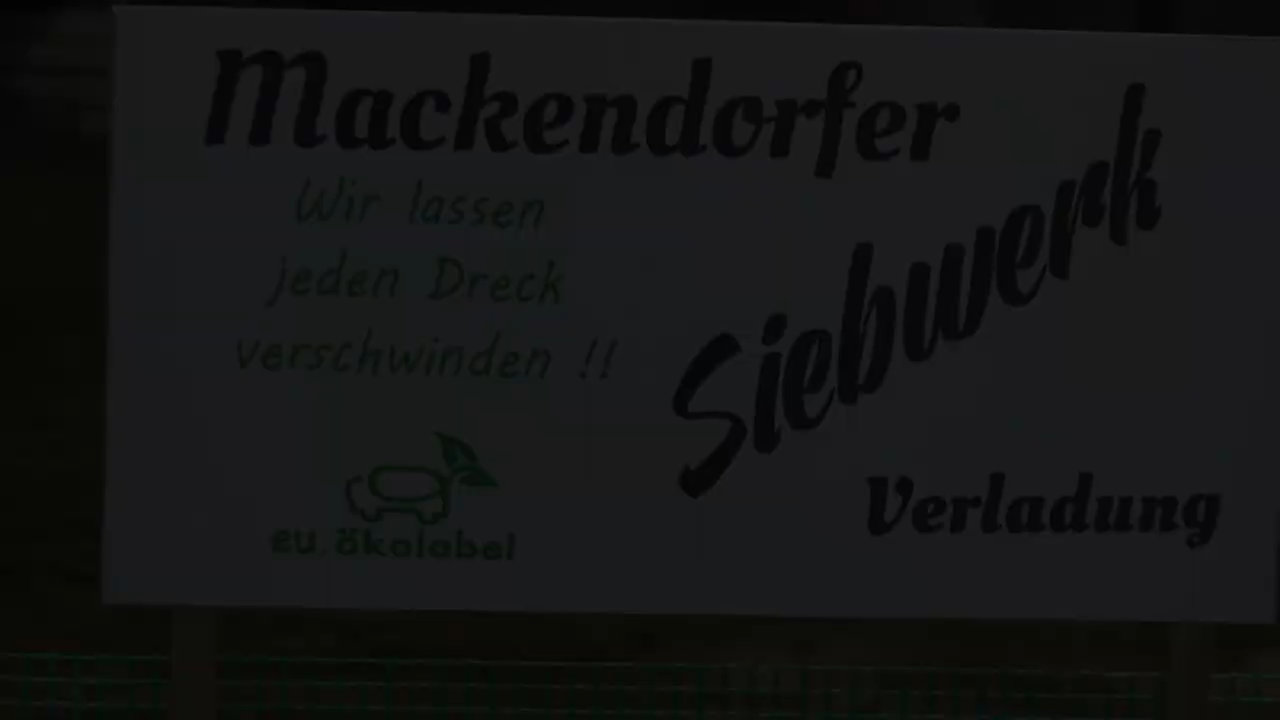 Mackendorfer
Wir lassen
jeden Dreck
verschwinden !!
Siebwerk
Verladung
eu ökolabel